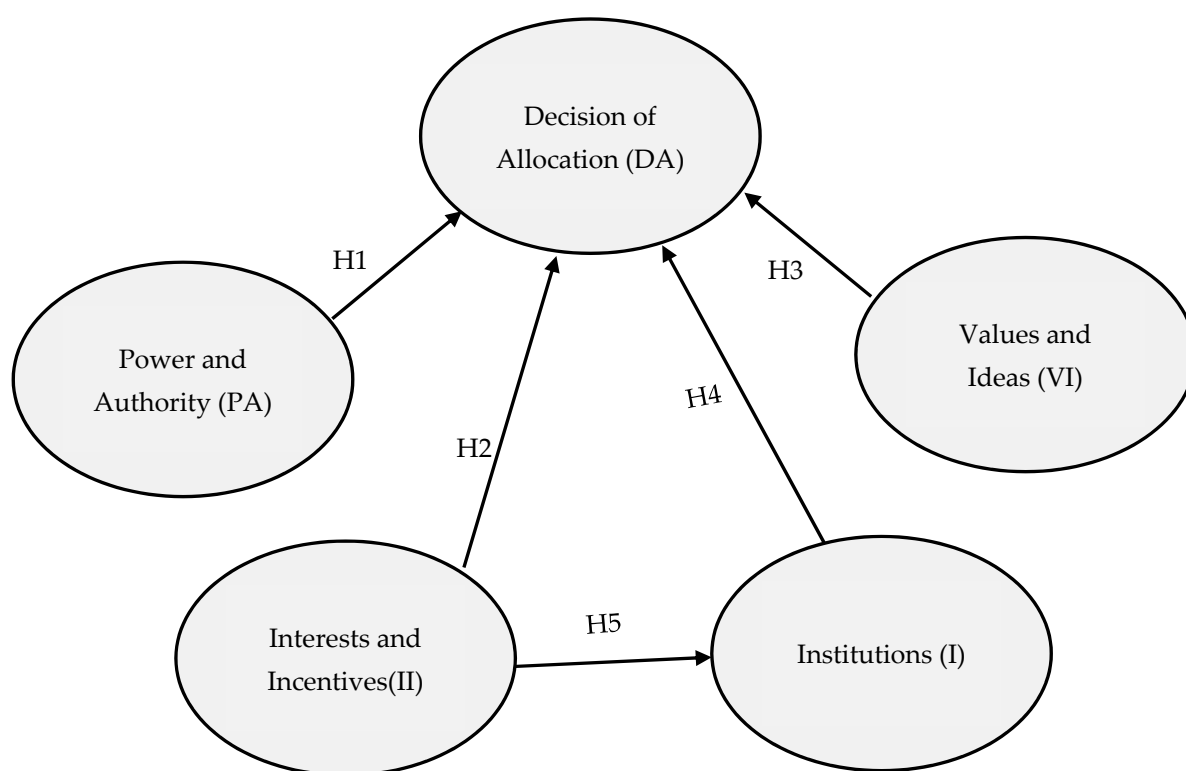 Decision of
Allocation (DA)
H1
H3
Values and
Ideas (VI)
Power and
Authority (PA)
H4
H2
H5
Interests and
Incentives(II)
Institutions (I)